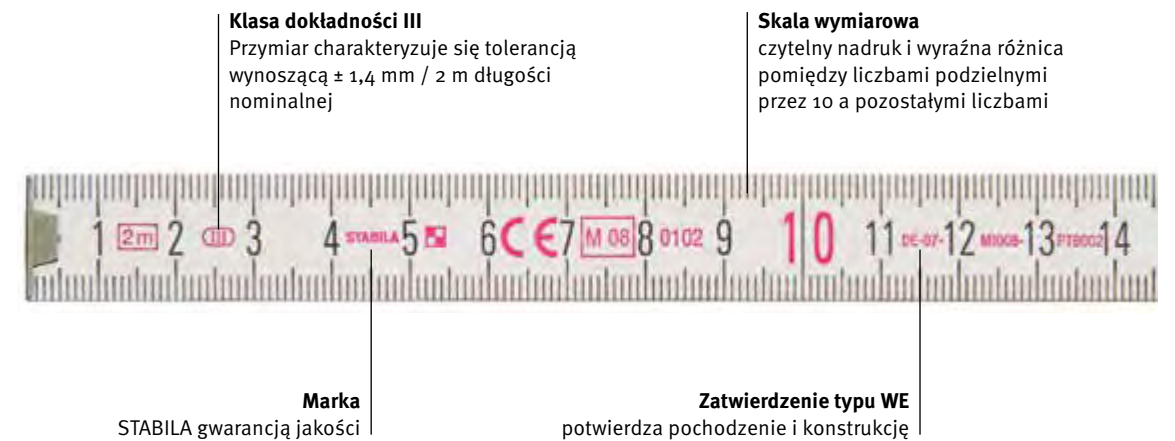 Klasa dokładności III
Przymiar charakteryzuje się tolerancją
wynoszącą ± 1,4 mm / 2 m długości
nominalnej
Skala wymiarowa
czytelny nadruk i wyraźna różnica
pomiędzy liczbami podzielnymi
przez 10 a pozostałymi liczbami
1 2m 2 III 3 4 STABILA 5 6 CE 7 M 08 8 0102 9 10 11 DE-07- 12 MI008- 13 PTB002 14
Marka
STABILA gwarancją jakości
Zatwierdzenie typu WE
potwierdza pochodzenie i konstrukcję